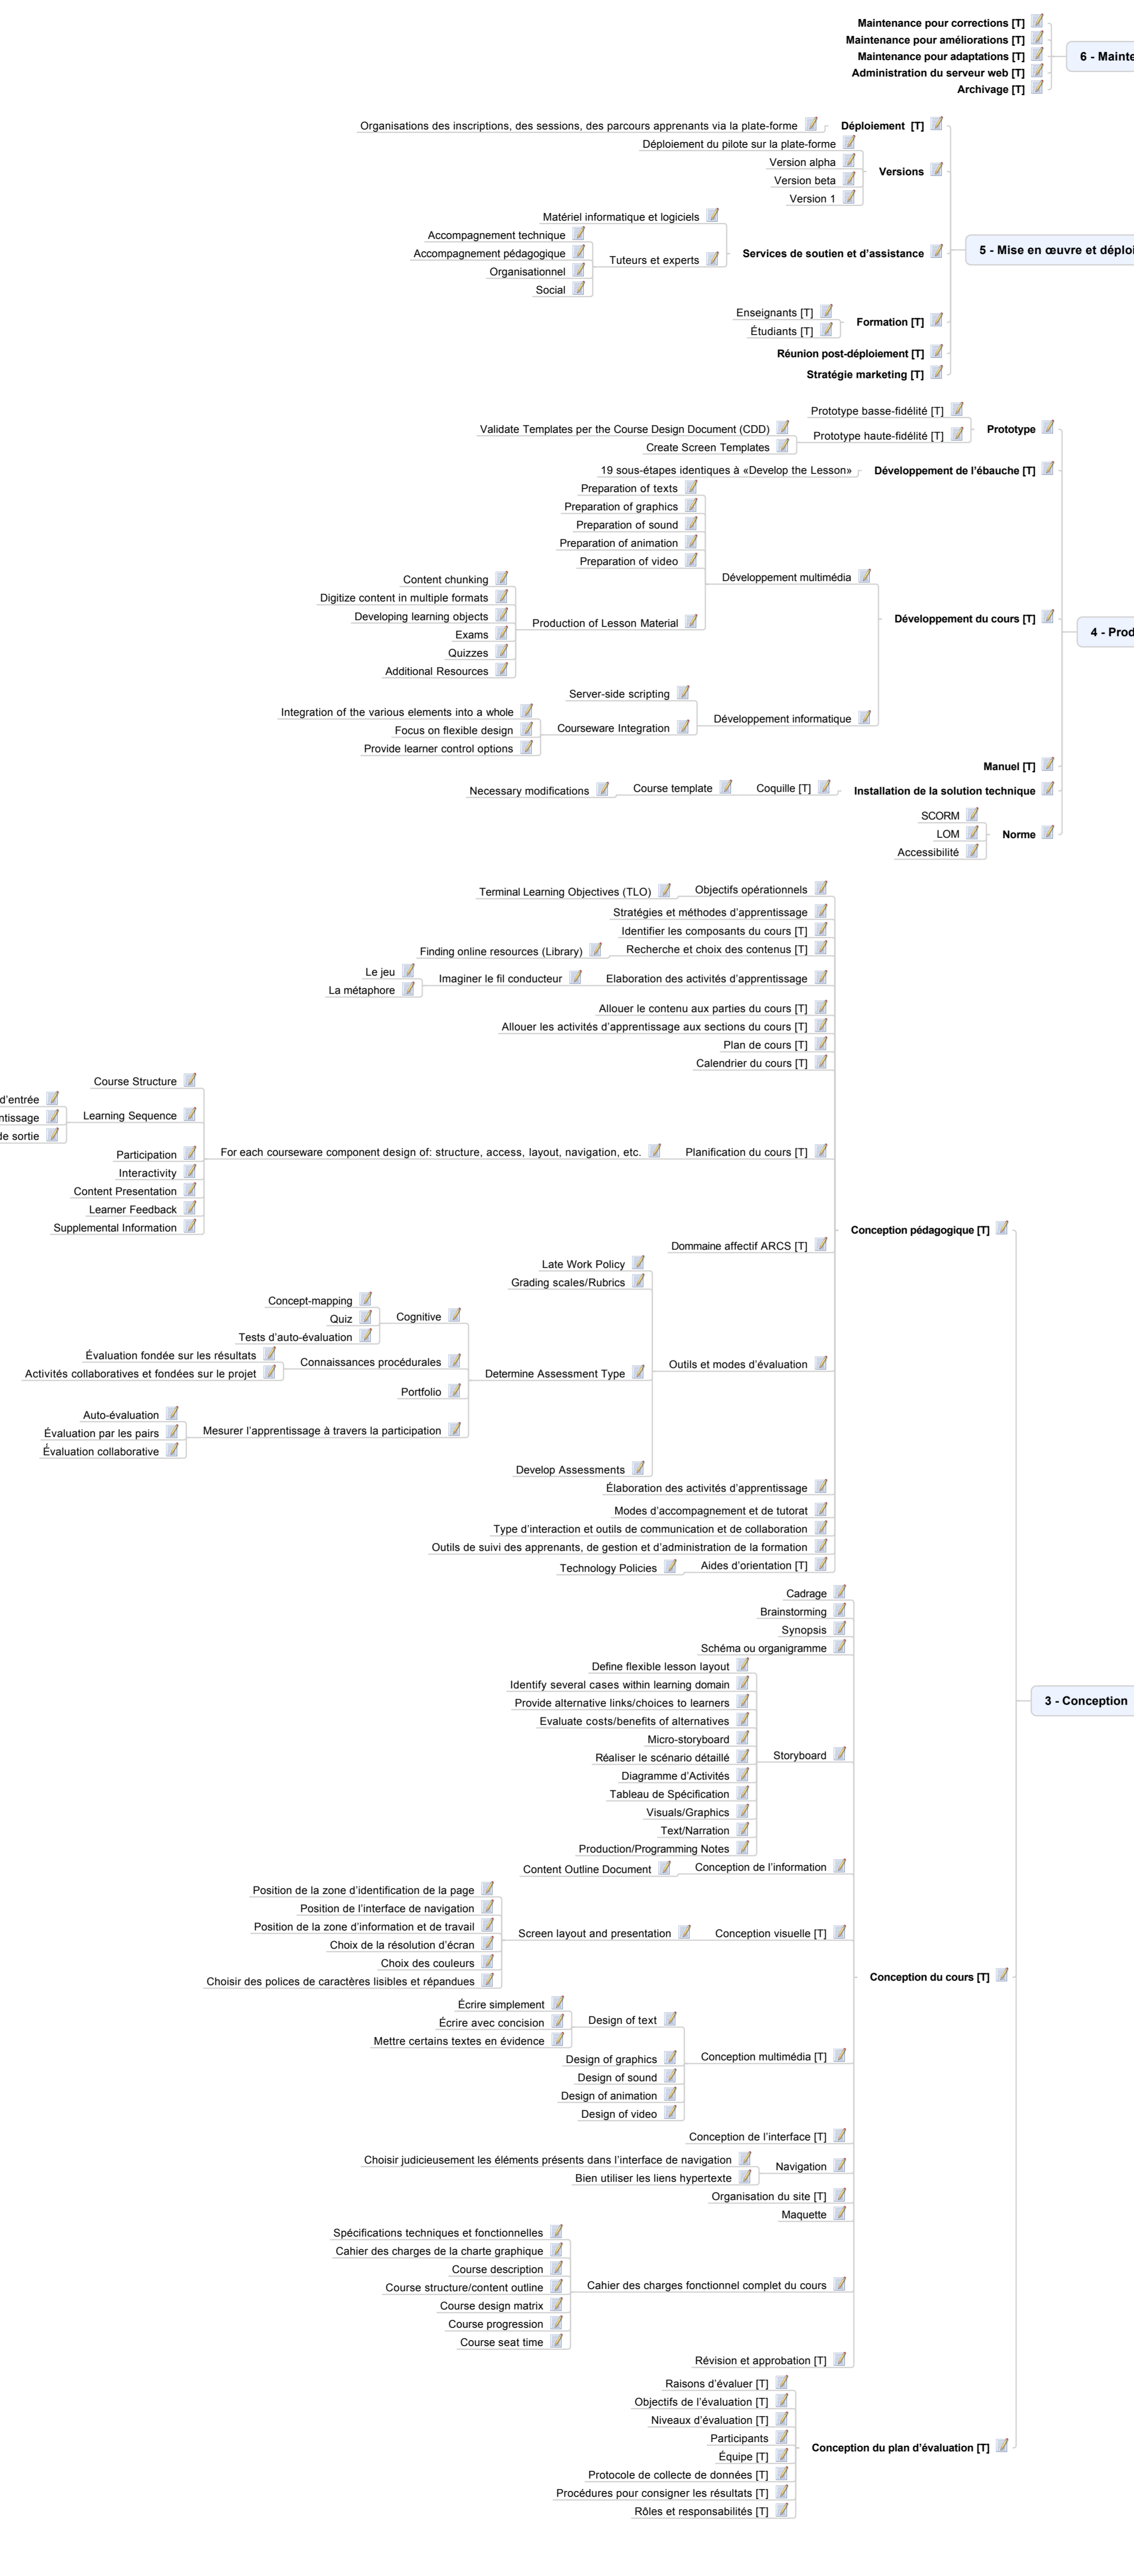 Maintenance pour corrections [T]
Maintenance pour améliorations [T]
Maintenance pour adaptations [T]
Administration du serveur web [T]
Archivage [T]
6 - Mainte
Organisations des inscriptions, des sessions, des parcours apprenants via la plate-forme
Déploiement [T]
Déploiement du pilote sur la plate-forme
Version alpha
Version beta
Version 1
Versions
Matériel informatique et logiciels
Accompagnement technique
Accompagnement pédagogique
Organisationnel
Social
Tuteurs et experts
Services de soutien et d’assistance
5 - Mise en œuvre et déploi
Enseignants [T]
Étudiants [T]
Formation [T]
Réunion post-déploiement [T]
Stratégie marketing [T]
Prototype basse-fidélité [T]
Validate Templates per the Course Design Document (CDD)
Create Screen Templates
Prototype haute-fidélité [T]
Prototype
19 sous-étapes identiques à «Develop the Lesson»
Développement de l’ébauche [T]
Preparation of texts
Preparation of graphics
Preparation of sound
Preparation of animation
Preparation of video
Content chunking
Digitize content in multiple formats
Developing learning objects
Exams
Quizzes
Additional Resources
Production of Lesson Material
Développement multimédia
Développement du cours [T]
4 - Prod
Server-side scripting
Integration of the various elements into a whole
Focus on flexible design
Provide learner control options
Courseware Integration
Développement informatique
Manuel [T]
Necessary modifications
Course template
Coquille [T]
Installation de la solution technique
SCORM
LOM
Accessibilité
Norme
Terminal Learning Objectives (TLO)
Objectifs opérationnels
Stratégies et méthodes d’apprentissage
Identifier les composants du cours [T]
Finding online resources (Library)
Recherche et choix des contenus [T]
Le jeu
La métaphore
Imaginer le fil conducteur
Elaboration des activités d’apprentissage
Allouer le contenu aux parties du cours [T]
Allouer les activités d’apprentissage aux sections du cours [T]
Plan de cours [T]
Calendrier du cours [T]
Course Structure
d’entrée
ntissage
de sortie
Learning Sequence
Participation
Interactivity
Content Presentation
Learner Feedback
Supplemental Information
For each courseware component design of: structure, access, layout, navigation, etc.
Planification du cours [T]
Conception pédagogique [T]
Dommaine affectif ARCS [T]
Late Work Policy
Grading scales/Rubrics
Concept-mapping
Quiz
Tests d’auto-évaluation
Cognitive
Évaluation fondée sur les résultats
Activités collaboratives et fondées sur le projet
Connaissances procédurales
Portfolio
Auto-évaluation
Évaluation par les pairs
Évaluation collaborative
Mesurer l’apprentissage à travers la participation
Determine Assessment Type
Develop Assessments
Outils et modes d’évaluation
Élaboration des activités d’apprentissage
Modes d’accompagnement et de tutorat
Type d’interaction et outils de communication et de collaboration
Outils de suivi des apprenants, de gestion et d’administration de la formation
Technology Policies
Aides d’orientation [T]
Cadrage
Brainstorming
Synopsis
Schéma ou organigramme
Define flexible lesson layout
Identify several cases within learning domain
Provide alternative links/choices to learners
Evaluate costs/benefits of alternatives
Micro-storyboard
Réaliser le scénario détaillé
Diagramme d’Activités
Tableau de Spécification
Visuals/Graphics
Text/Narration
Production/Programming Notes
Storyboard
3 - Conception
Content Outline Document
Conception de l’information
Position de la zone d’identification de la page
Position de l’interface de navigation
Position de la zone d’information et de travail
Choix de la résolution d’écran
Choix des couleurs
Choisir des polices de caractères lisibles et répandues
Screen layout and presentation
Conception visuelle [T]
Conception du cours [T]
Écrire simplement
Écrire avec concision
Mettre certains textes en évidence
Design of text
Design of graphics
Design of sound
Design of animation
Design of video
Conception multimédia [T]
Conception de l’interface [T]
Choisir judicieusement les éléments présents dans l’interface de navigation
Bien utiliser les liens hypertexte
Navigation
Organisation du site [T]
Maquette
Spécifications techniques et fonctionnelles
Cahier des charges de la charte graphique
Course description
Course structure/content outline
Course design matrix
Course progression
Course seat time
Cahier des charges fonctionnel complet du cours
Révision et approbation [T]
Raisons d’évaluer [T]
Objectifs de l’évaluation [T]
Niveaux d’évaluation [T]
Participants
Équipe [T]
Protocole de collecte de données [T]
Procédures pour consigner les résultats [T]
Rôles et responsabilités [T]
Conception du plan d’évaluation [T]